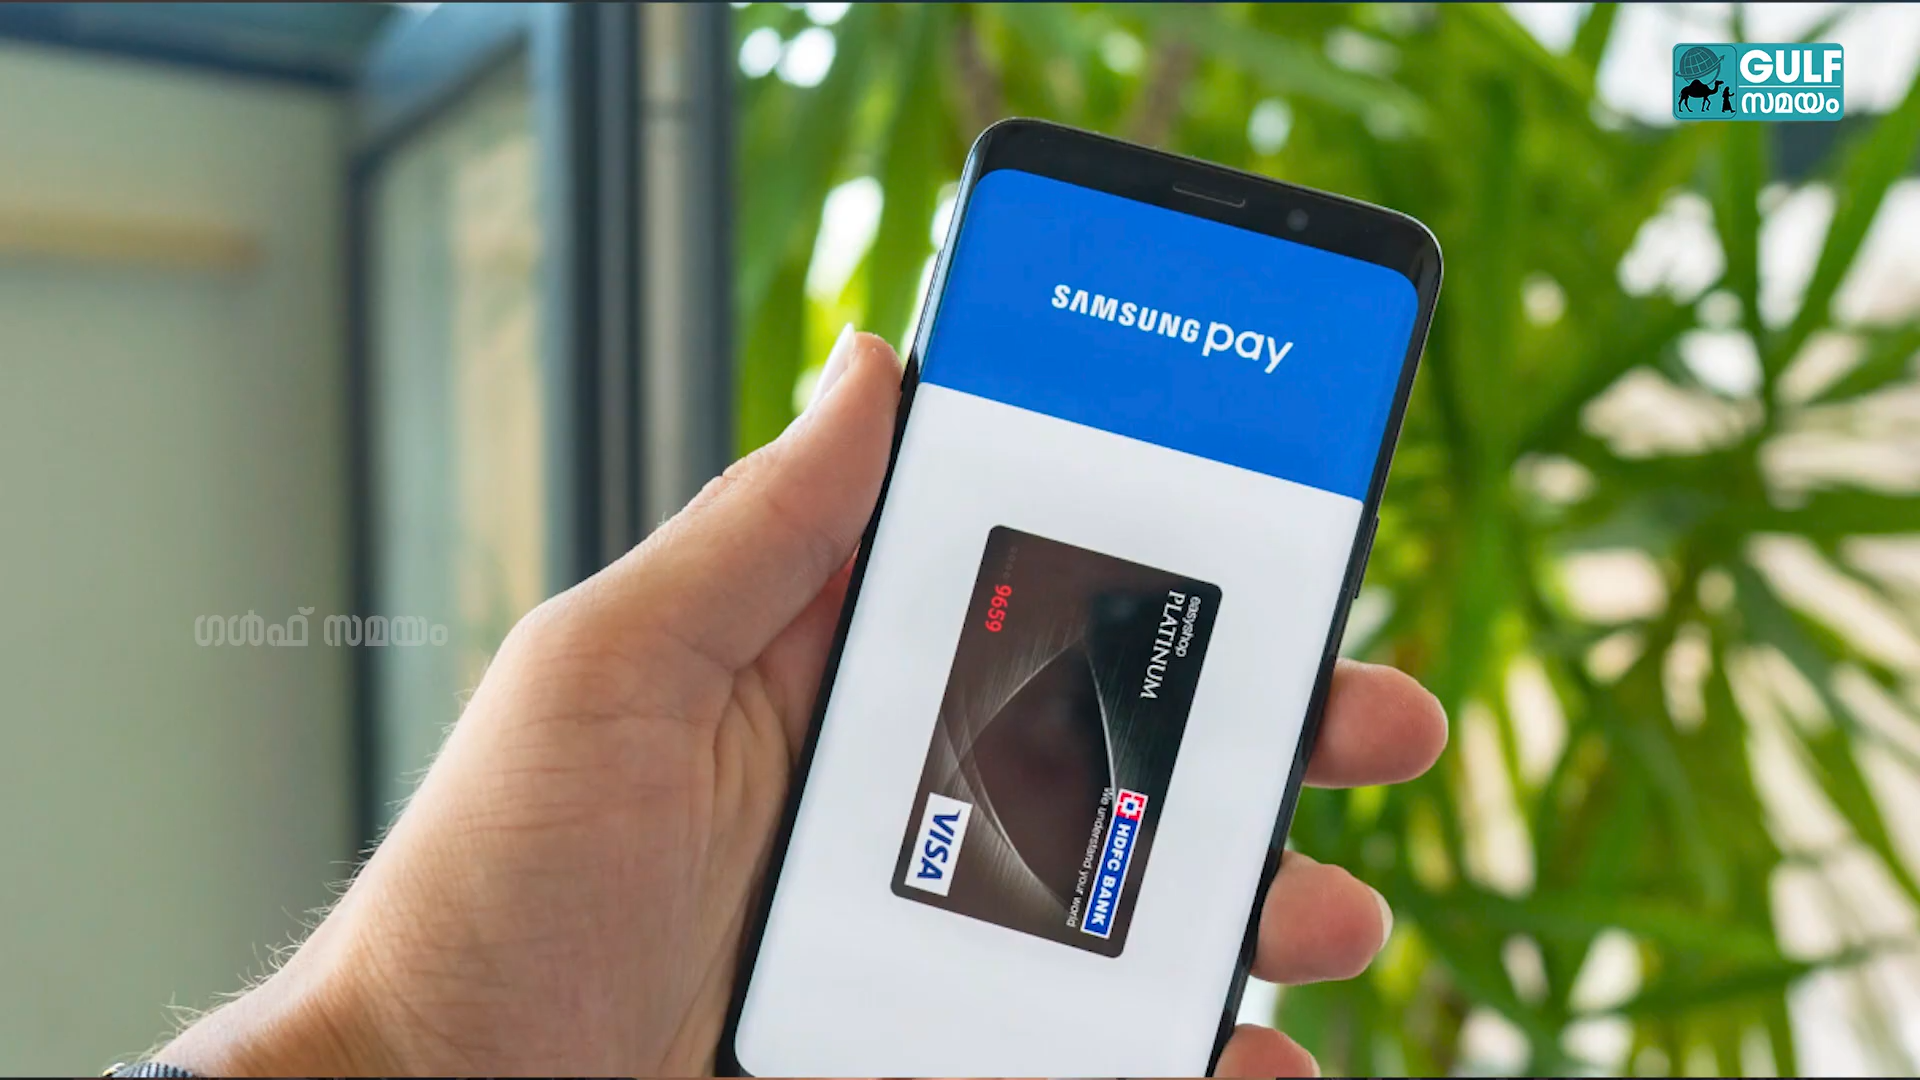 GULF
സമയം
SAMSUNG pay
9659
easyshop
PLATINUM
HDFC BANK
We understand your world
VISA
ഗൾഫ് സമയം